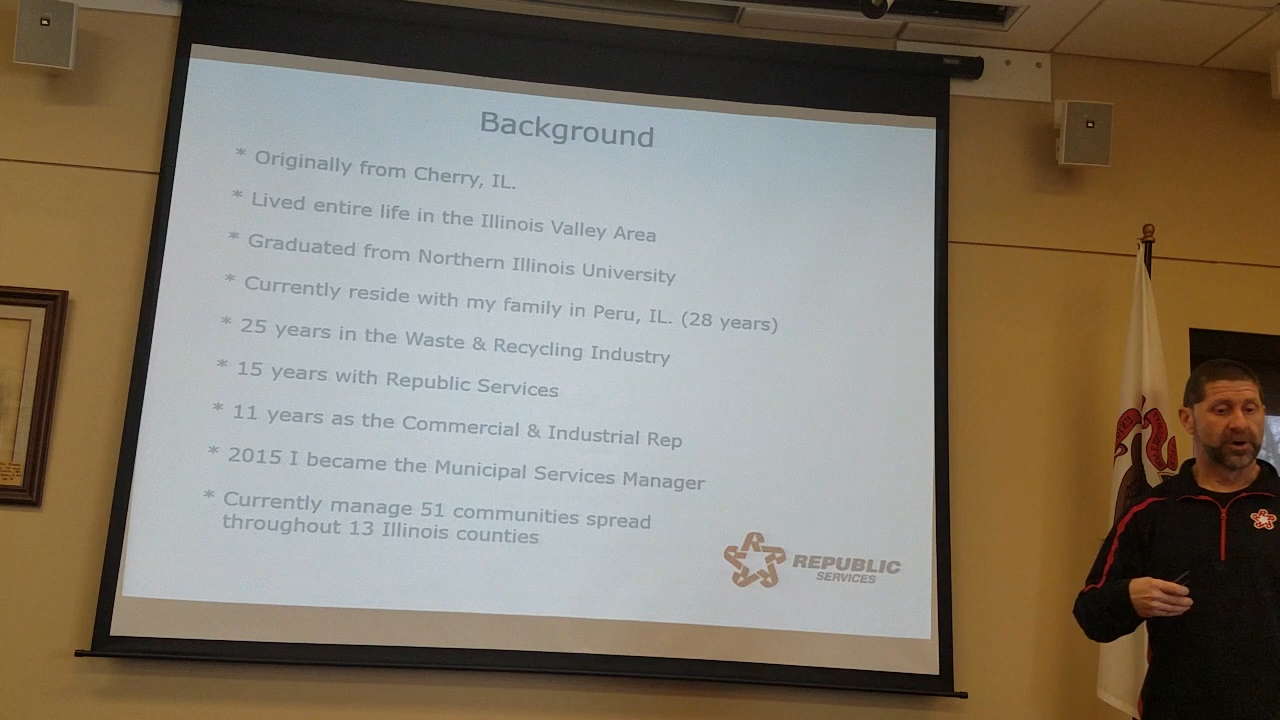 Background
* Originally from Cherry, IL.
* Lived entire life in the Illinois Valley Area
* Graduated from Northern Illinois University
* Currently reside with my family in Peru, IL. (28 years)
* 25 years in the Waste & Recycling Industry
* 15 years with Republic Services
* 11 years as the Commercial & Industrial Rep
* 2015 I became the Municipal Services Manager
* Currently manage 51 communities spread
throughout 13 Illinois counties
REPUBLIC
SERVICES